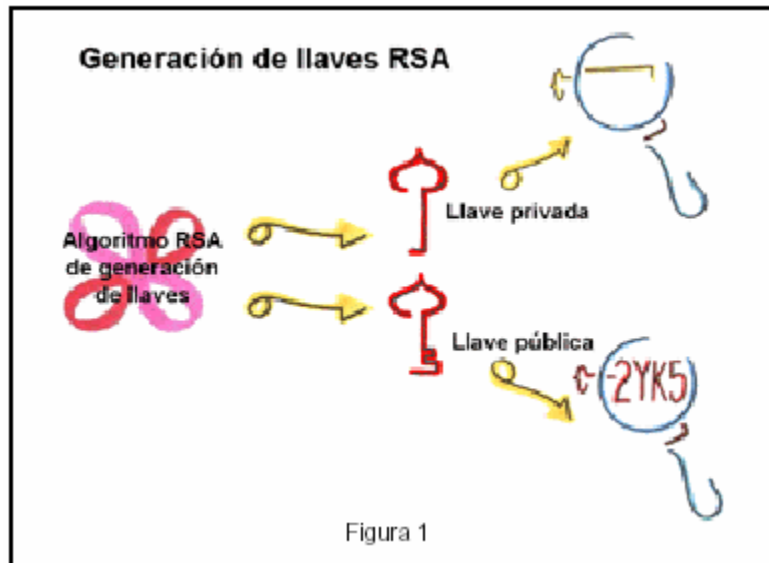 Generación de llaves RSA
Algoritmo RSA
de generación
de llaves
Llave privada
Llave pública
-2YK5
Figura 1